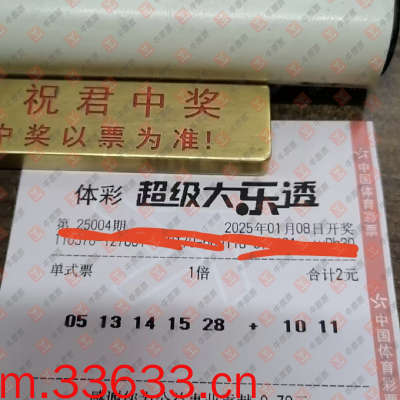 祝君中奖
中奖以票为准!
体彩 超级大乐透
第 25004期 2025年01月08日开奖
单式票 1倍 合计2元
05 13 14 15 28 + 10 11
中国体育彩票
中国体育彩
m.33633.cn